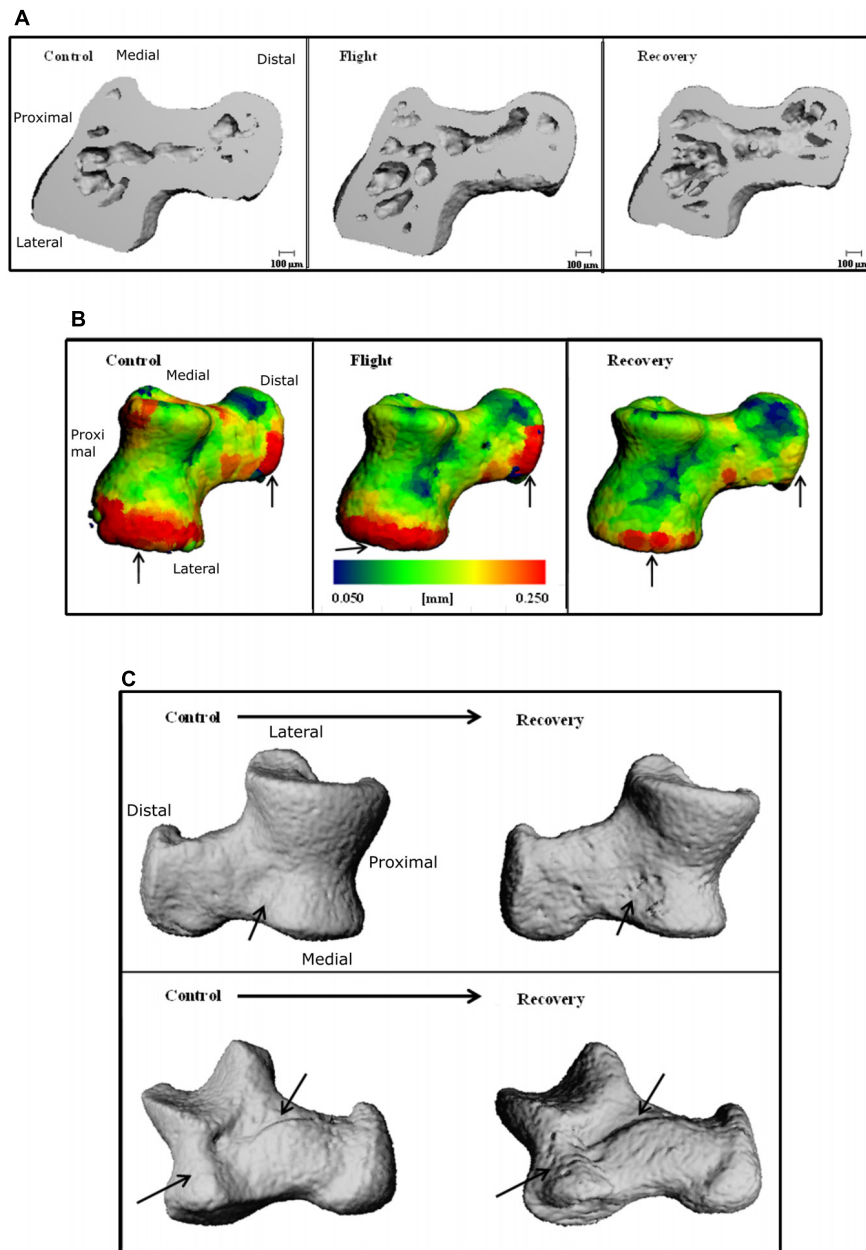 A
Control Medial Distal
Proximal
Lateral
100 μm
Flight
100 μm
Recovery
100 μm
B
Control
Medial
Distal
Proxi
mal
Lateral
Flight
0.050 [mm] 0.250
Recovery
C
Control Recovery
Lateral
Distal
Proximal
Medial
Control Recovery